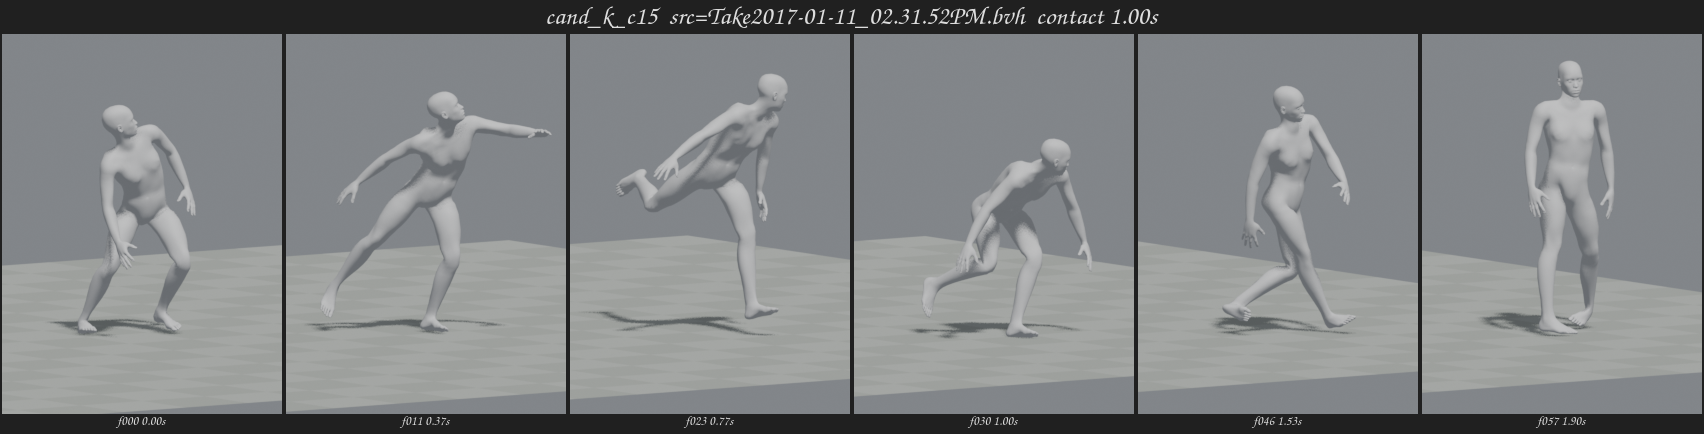 cand_k_c15 src=Take2017-01-11_02.31.52PM.bvh contact 1.00s
f000 0.00s
f011 0.37s
f023 0.77s
f030 1.00s
f046 1.53s
f057 1.90s